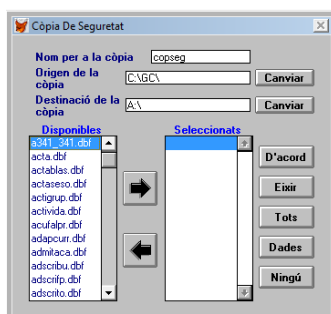 Còpia De Seguretat
Nom per a la còpia copseg
Origen de la còpia C:\GC\ Canviar
Destinació de la còpia A:\ Canviar
Disponibles Seleccionats
a341_341.dbf
acta.dbf
actablas.dbf
actaseso.dbf
actigrup.dbf
activida.dbf
acufalpr.dbf
adapcurr.dbf
admitaca.dbf
adscribu.dbf
adscrifp.dbf
adscrito.dbf
D'acord
Eixir
Tots
Dades
Ningú